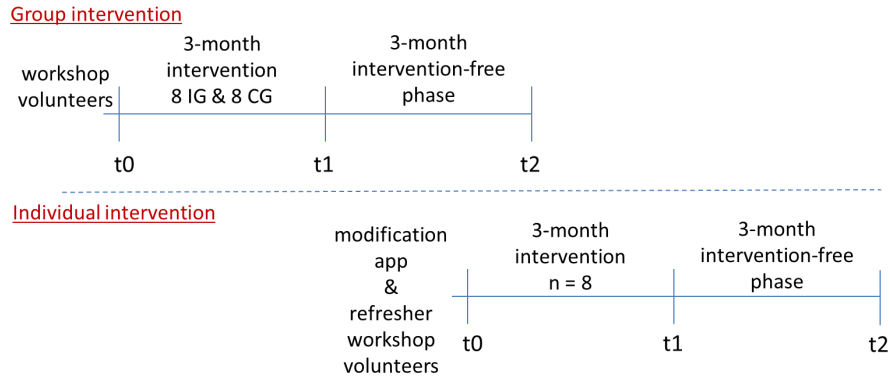 Group intervention
workshop
volunteers
3-month
intervention
8 IG & 8 CG
3-month
intervention-free
phase
t0
t1
t2
Individual intervention
modification
app
&
refresher
workshop
volunteers
3-month
intervention
n = 8
3-month
intervention-free
phase
t0
t1
t2